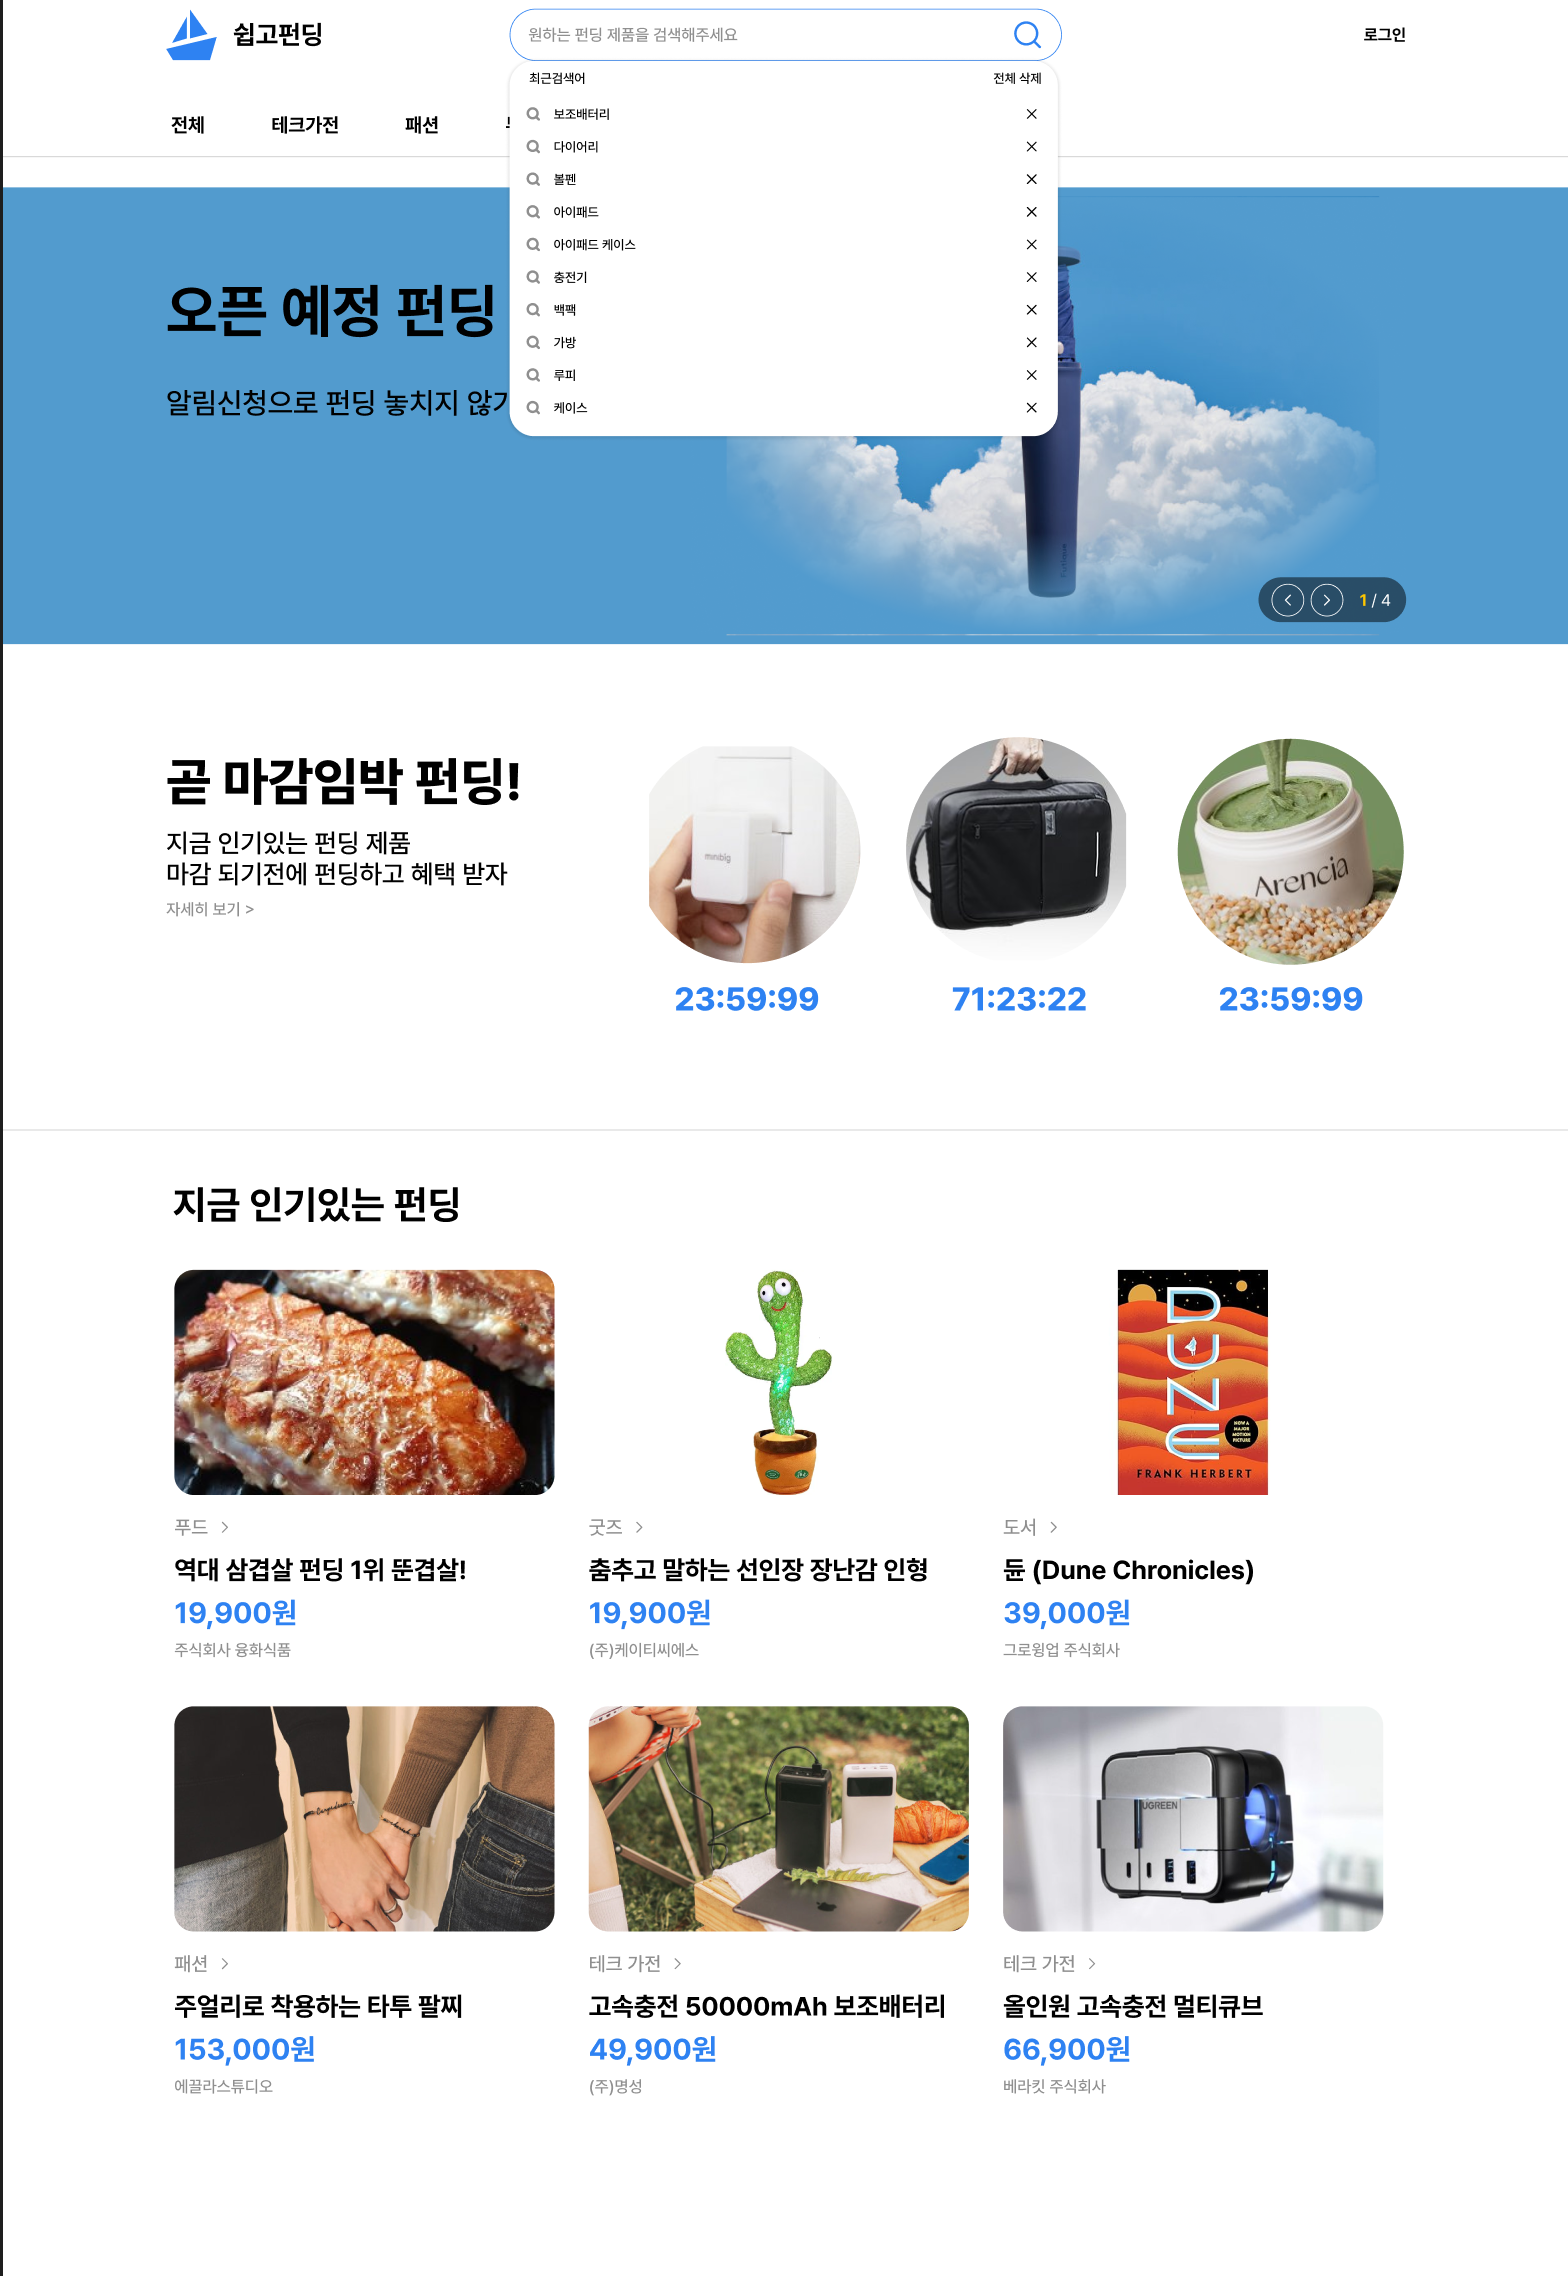 쉽고펀딩
원하는 펀딩 제품을 검색해주세요
로그인
최근검색어 전체 삭제
보조배터리
다이어리
볼펜
아이패드
아이패드 케이스
충전기
백팩
가방
루피
케이스
전체 테크가전 패션
오픈 예정 펀딩
알림신청으로 펀딩 놓치지
1 / 4
곧 마감임박 펀딩!
지금 인기있는 펀딩 제품
마감 되기전에 펀딩하고 혜택 받자
자세히 보기 >
minibig
Arencia
23:59:99 71:23:22 23:59:99
지금 인기있는 펀딩
DUNE
NOW A
MAJOR
MOTION
PICTURE
FRANK HERBERT
푸드 >
역대 삼겹살 펀딩 1위 뚠겹살!
19,900원
주식회사 융화식품
굿즈 >
춤추고 말하는 선인장 장난감 인형
19,900원
(주)케이티씨에스
도서 >
듄 (Dune Chronicles)
39,000원
그로윙업 주식회사
UGREEN
패션 >
주얼리로 착용하는 타투 팔찌
153,000원
에끌라스튜디오
테크 가전 >
고속충전 50000mAh 보조배터리
49,900원
(주)명성
테크 가전 >
올인원 고속충전 멀티큐브
66,900원
베라킷 주식회사